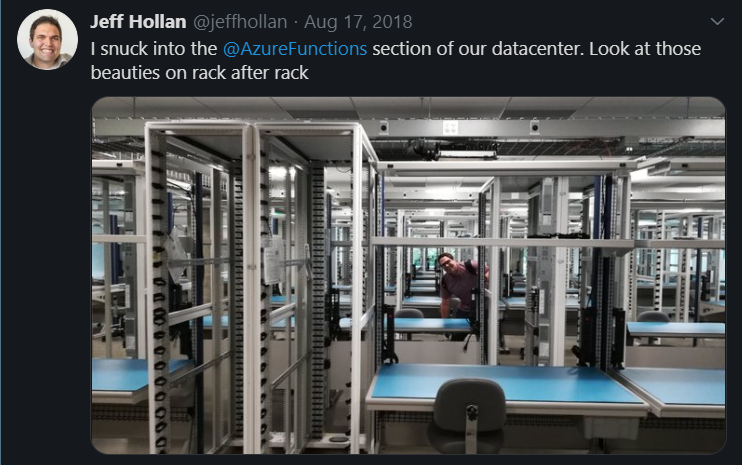 Jeff Hollan @jeffhollan · Aug 17, 2018
I snuck into the @AzureFunctions section of our datacenter. Look at those
beauties on rack after rack